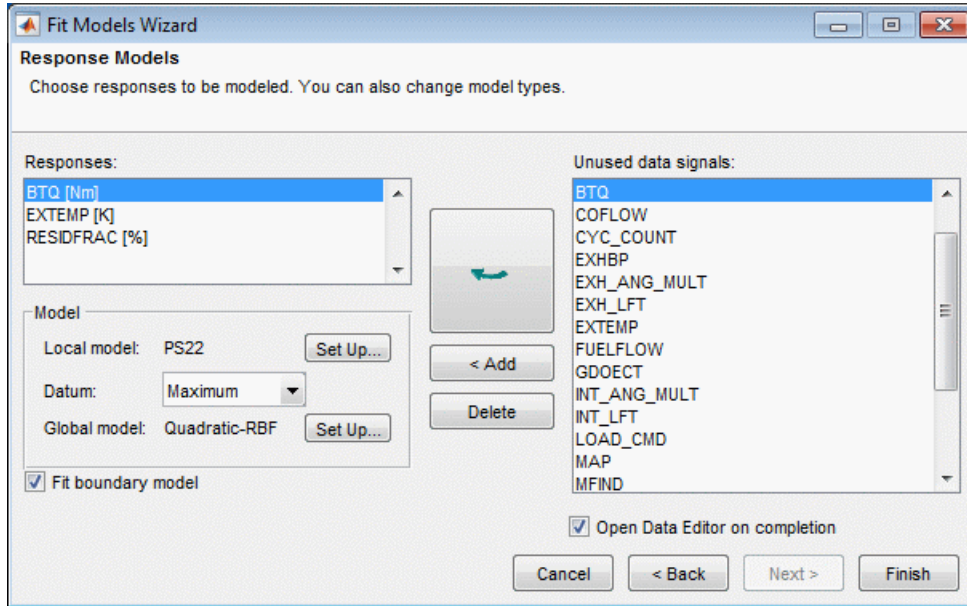 Fit Models Wizard
Response Models
Choose responses to be modeled. You can also change model types.
Responses:
BTQ [Nm]
EXTEMP [K]
RESIDFRAC [%]
Model
Local model: PS22 Set Up...
Datum: Maximum
Global model: Quadratic-RBF Set Up...
Fit boundary model
< Add
Delete
Unused data signals:
BTQ
COFLOW
CYC_COUNT
EXHBP
EXH_ANG_MULT
EXH_LFT
EXTEMP
FUELFLOW
GDOECT
INT_ANG_MULT
INT_LFT
LOAD_CMD
MAP
MFIND
Open Data Editor on completion
Cancel < Back Next > Finish